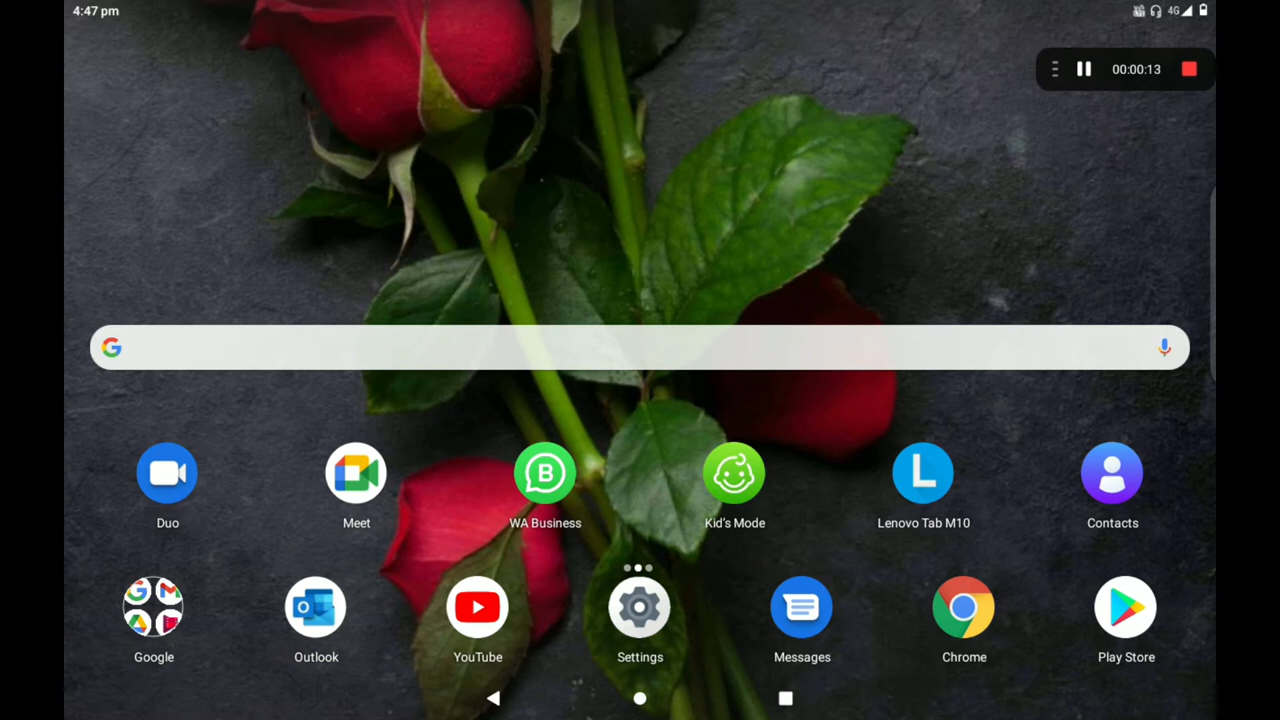 4:47 pm
4G
00:00:13
Duo
Meet
B
WA Business
Kid's Mode
L
Lenovo Tab M10
Contacts
Google
Outlook
YouTube
Settings
Messages
Chrome
Play Store